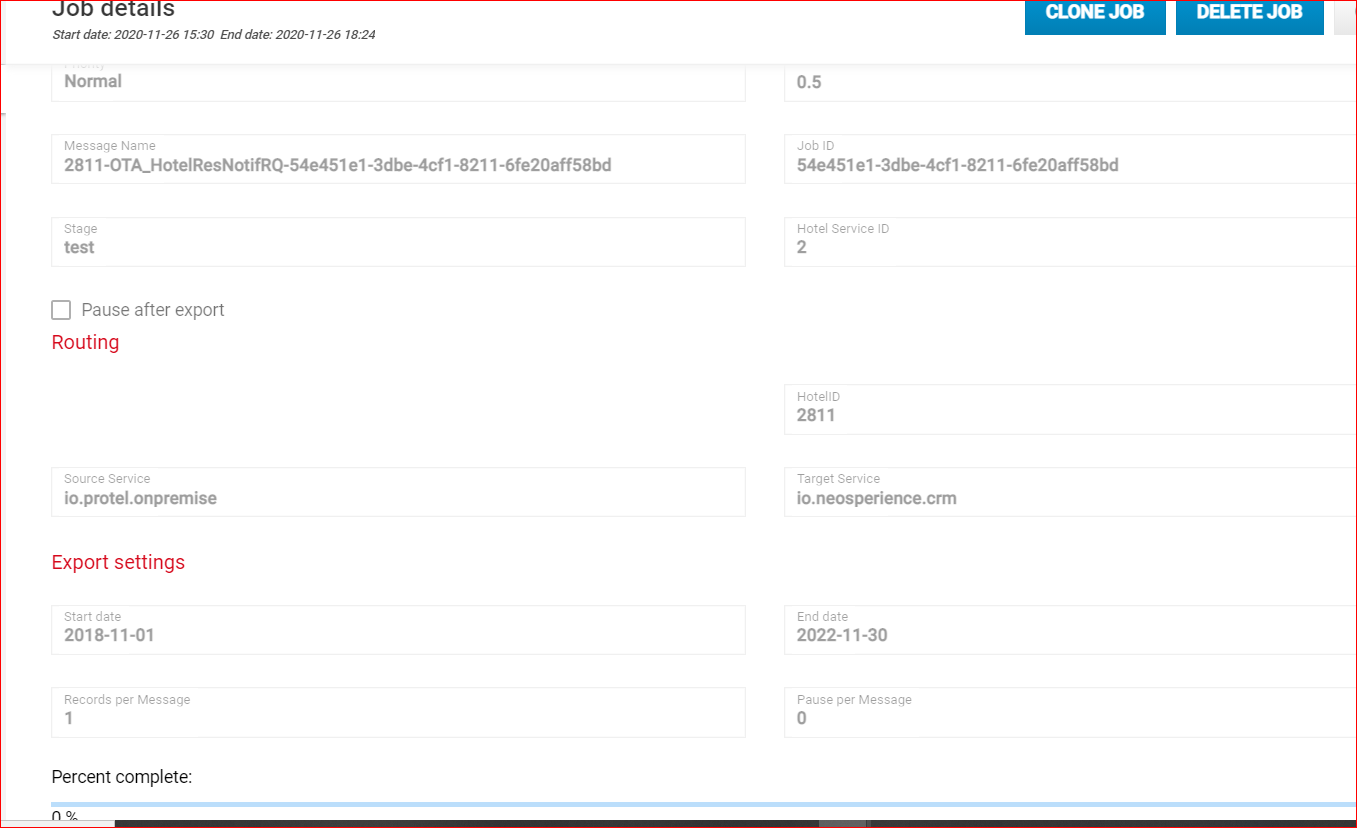 Job details
CLONE JOB
DELETE JOB
Start date: 2020-11-26 15:30 End date: 2020-11-26 18:24
Priority
Normal
0.5
Message Name
2811-OTA_HotelResNotifRQ-54e451e1-3dbe-4cf1-8211-6fe20aff58bd
Job ID
54e451e1-3dbe-4cf1-8211-6fe20aff58bd
Stage
test
Hotel Service ID
2
Pause after export
Routing
HotelID
2811
Source Service
io.protel.onpremise
Target Service
io.neosperience.crm
Export settings
Start date
2018-11-01
End date
2022-11-30
Records per Message
1
Pause per Message
0
Percent complete:
0 %